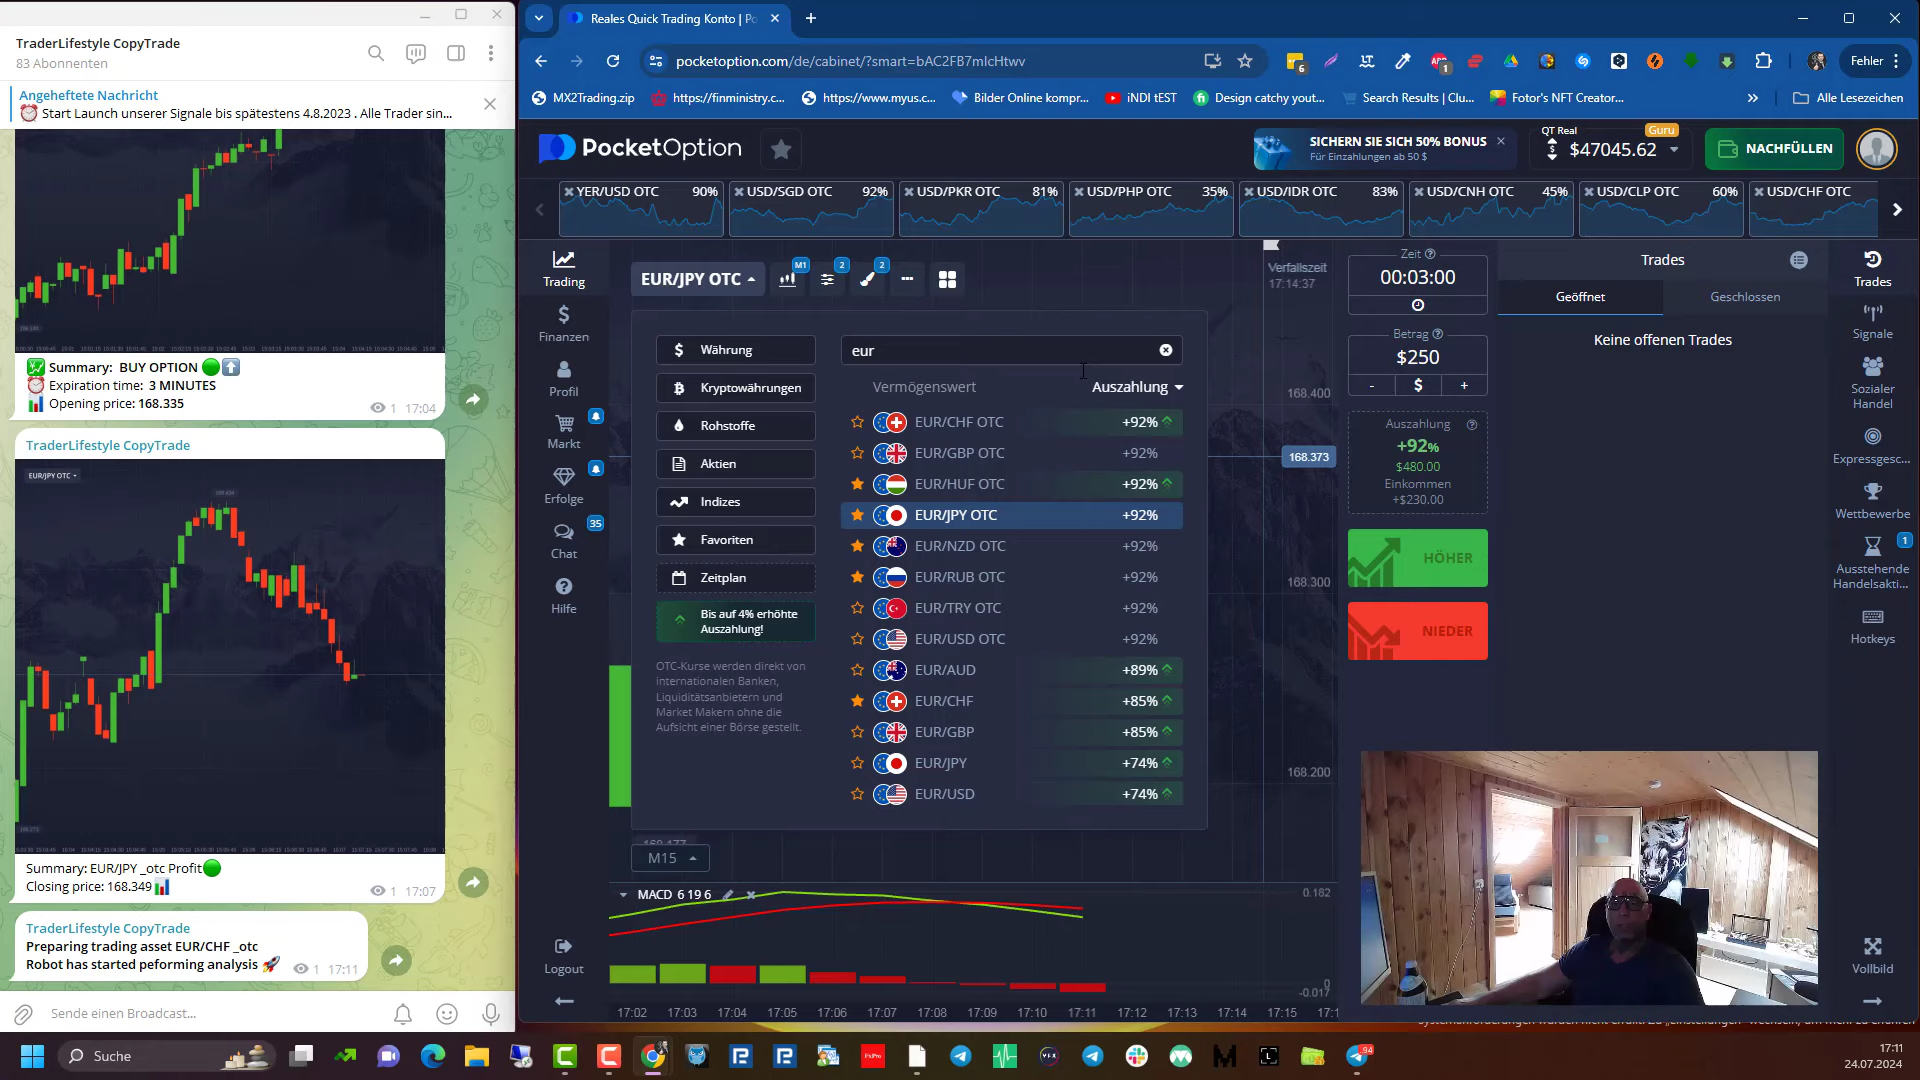 TraderLifestyle CopyTrade
83 Abonnenten
Angeheftete Nachricht
Start Launch unserer Signale bis spätestens 4.8.2023 . Alle Trader sin...
Summary: BUY OPTION
Expiration time: 3 MINUTES
Opening price: 168.335
1 17:04
TraderLifestyle CopyTrade
EUR/JPY OTC
Summary: EUR/JPY _otc Profit
Closing price: 168.349
1 17:07
TraderLifestyle CopyTrade
Preparing trading asset EUR/CHF _otc
Robot has started peforming analysis
1 17:11
Sende einen Broadcast...
Reales Quick Trading Konto | Po
pocketoption.com/de/cabinet/?smart=bAC2FB7mlcHtwv
6
1
Fehler
MX2Trading.zip
https://finministry.c...
https://www.myus.c...
Bilder Online kompr...
iNDI tEST
Design catchy yout...
Search Results | Clu...
Fotor's NFT Creator...
Alle Lesezeichen
PocketOption
SICHERN SIE SICH 50% BONUS
Für Einzahlungen ab 50 $
QT Real
Guru
$47045.62
NACHFÜLLEN
YER/USD OTC 90%
USD/SGD OTC 92%
USD/PKR OTC 81%
USD/PHP OTC 35%
USD/IDR OTC 83%
USD/CNH OTC 45%
USD/CLP OTC 60%
USD/CHF OTC
Trading
Finanzen
Profil
Markt
Erfolge
35
Chat
Hilfe
Logout
EUR/JPY OTC
M1
2
2
Währung
Kryptowährungen
Rohstoffe
Aktien
Indizes
Favoriten
Zeitplan
Bis auf 4% erhöhte
Auszahlung!
OTC-Kurse werden direkt von
internationalen Banken,
Liquiditätsanbietern und
Market Makern ohne die
Aufsicht einer Börse gestellt.
eur
Vermögenswert Auszahlung
EUR/CHF OTC +92%
EUR/GBP OTC +92%
EUR/HUF OTC +92%
EUR/JPY OTC +92%
EUR/NZD OTC +92%
EUR/RUB OTC +92%
EUR/TRY OTC +92%
EUR/USD OTC +92%
EUR/AUD +89%
EUR/CHF +85%
EUR/GBP +85%
EUR/JPY +74%
EUR/USD +74%
Verfallszeit
17:14:37
168.400
168.373
168.300
168.200
M15
MACD 6 19 6
0.182
0
-0.017
17:02 17:03 17:04 17:05 17:06 17:07 17:08 17:09 17:10 17:11 17:12 17:13 17:14 17:15 17:1
Zeit
00:03:00
Betrag
$250
- $ +
Auszahlung
+92%
$480.00
Einkommen
+$230.00
HÖHER
NIEDER
Trades
Geöffnet Geschlossen
Keine offenen Trades
Trades
Signale
Sozialer
Handel
Expressgesc...
Wettbewerbe
1
Ausstehende
Handelsakti...
Hotkeys
Vollbild
Suche
94
17:11
24.07.2024